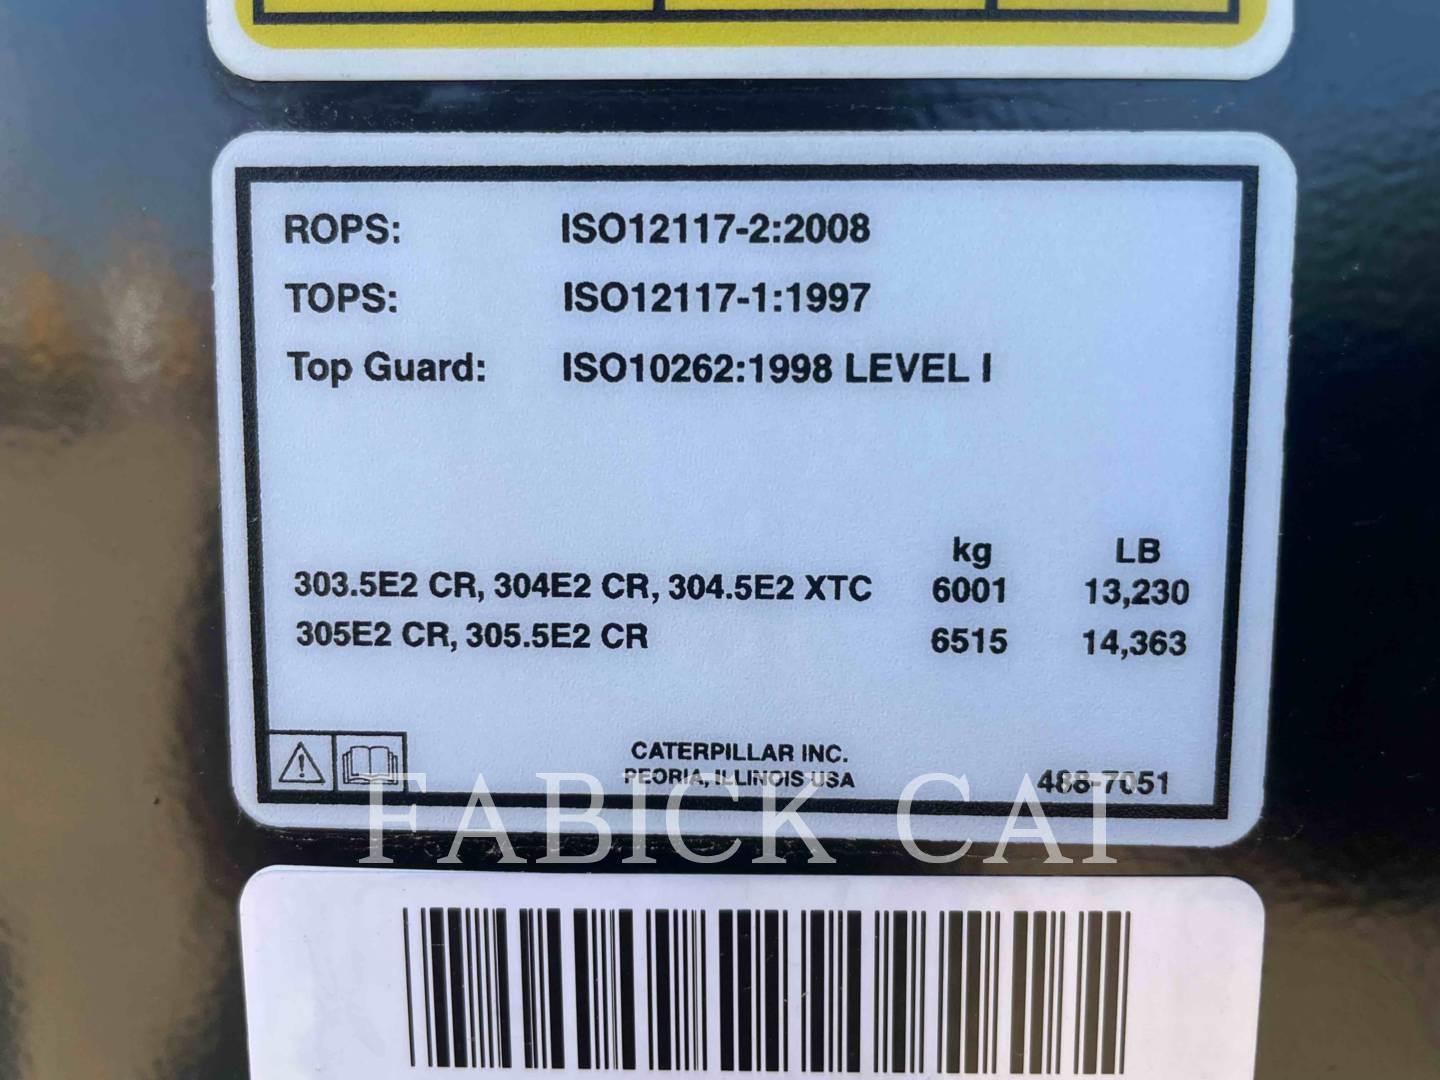 ROPS: ISO12117-2:2008
TOPS: ISO12117-1:1997
Top Guard: ISO10262:1998 LEVEL I
kg LB
303.5E2 CR, 304E2 CR, 304.5E2 XTC 6001 13,230
305E2 CR, 305.5E2 CR 6515 14,363
CATERPILLAR INC.
PEORIA, ILLINOIS USA 488-7051
FABICK CAT